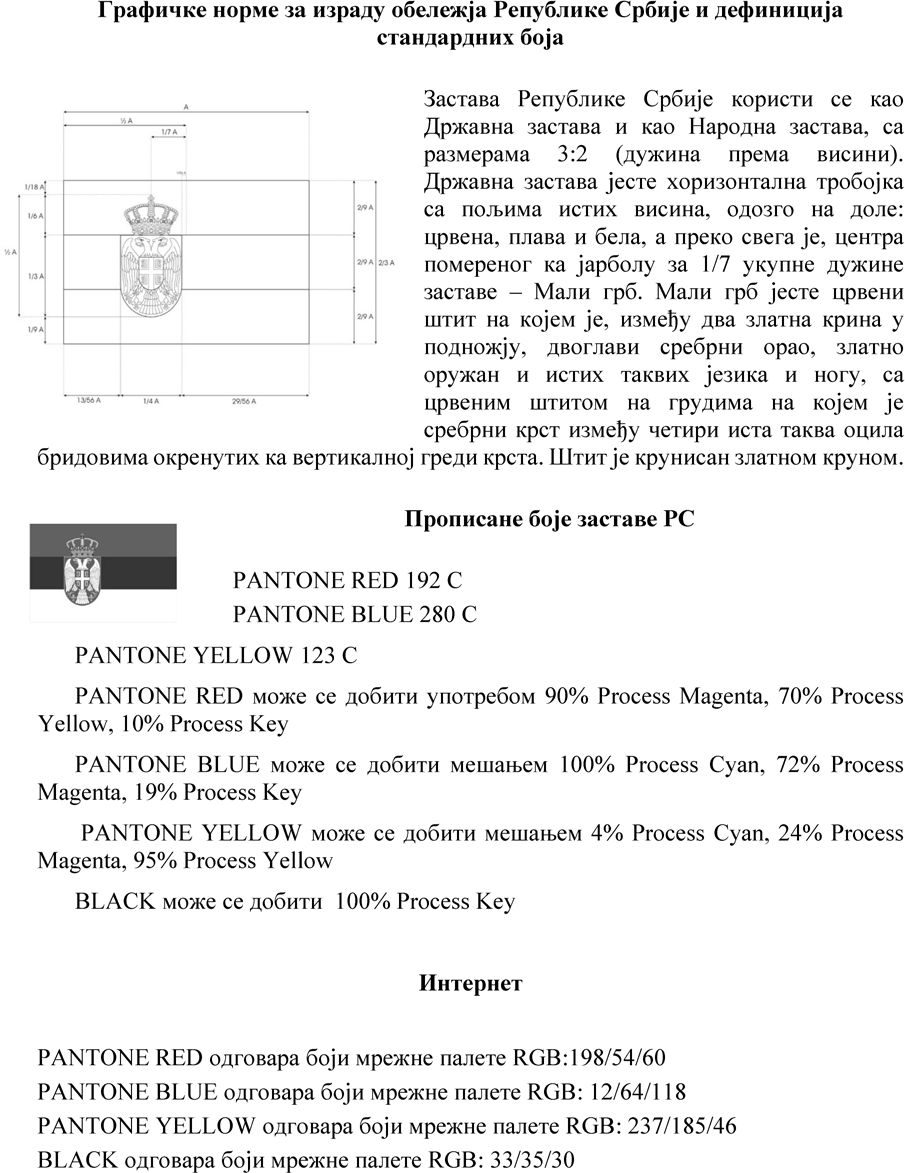 Графичке норме за израду обележја Републике Србије и дефиниција
стандардних боја
A
½ A
1/7 A
1/18 A
1/6 A
½ A
1/3 A
1/9 A
2/9 A
2/9 A
2/3 A
2/9 A
13/56 A
1/4 A
29/56 A
Застава Републике Србије користи се као
Државна застава и као Народна застава, са
размерама 3:2 (дужина према висини).
Државна застава јесте хоризонтална тробојка
са пољима истих висина, одозго на доле:
црвена, плава и бела, а преко свега је, центра
помереног ка јарболу за 1/7 укупне дужине
заставе – Мали грб. Мали грб јесте црвени
штит на којем је, између два златна крина у
подножју, двоглави сребрни орао, златно
оружан и истих таквих језика и ногу, са
црвеним штитом на грудима на којем је
сребрни крст између четири иста таква оцила
бридовима окренутих ка вертикалној греди крста. Штит је крунисан златном круном.
Прописане боје заставе РС
PANTONE RED 192 C
PANTONE BLUE 280 C
PANTONE YELLOW 123 C
PANTONE RED може се добити употребом 90% Process Magenta, 70% Process
Yellow, 10% Process Key
PANTONE BLUE може се добити мешањем 100% Process Cyan, 72% Process
Magenta, 19% Process Key
PANTONE YELLOW може се добити мешањем 4% Process Cyan, 24% Process
Magenta, 95% Process Yellow
BLACK може се добити 100% Process Key
Интернет
PANTONE RED одговара боји мрежне палете RGB:198/54/60
PANTONE BLUE одговара боји мрежне палете RGB: 12/64/118
PANTONE YELLOW одговара боји мрежне палете RGB: 237/185/46
BLACK одговара боји мрежне палете RGB: 33/35/30